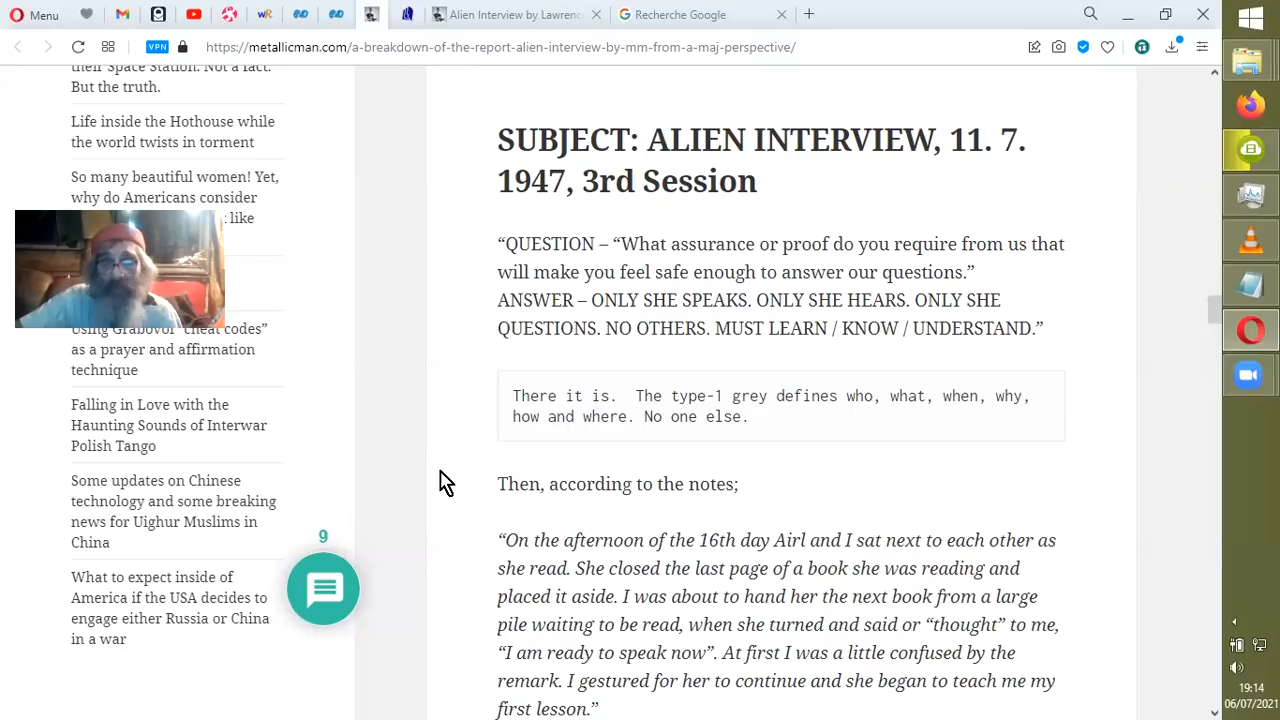 Menu
Alien Interview by Lawrenc
Recherche Google
VPN
https://metallicman.com/a-breakdown-of-the-report-alien-interview-by-mm-from-a-maj-perspective/
their Space Station. Not a fact.
But the truth.
Life inside the Hothouse while
the world twists in torment
So many beautiful women! Yet,
why do Americans consider
like
Using Grabovoi “cheat codes”
as a prayer and affirmation
technique
Falling in Love with the
Haunting Sounds of Interwar
Polish Tango
Some updates on Chinese
technology and some breaking
news for Uighur Muslims in
China
What to expect inside of
America if the USA decides to
engage either Russia or China
in a war
9
SUBJECT: ALIEN INTERVIEW, 11. 7.
1947, 3rd Session
“QUESTION – “What assurance or proof do you require from us that
will make you feel safe enough to answer our questions.”
ANSWER – ONLY SHE SPEAKS. ONLY SHE HEARS. ONLY SHE
QUESTIONS. NO OTHERS. MUST LEARN / KNOW / UNDERSTAND.”
There it is. The type-1 grey defines who, what, when, why,
how and where. No one else.
Then, according to the notes;
“On the afternoon of the 16th day Airl and I sat next to each other as
she read. She closed the last page of a book she was reading and
placed it aside. I was about to hand her the next book from a large
pile waiting to be read, when she turned and said or “thought” to me,
“I am ready to speak now”. At first I was a little confused by the
remark. I gestured for her to continue and she began to teach me my
first lesson.”
19:14
06/07/2021